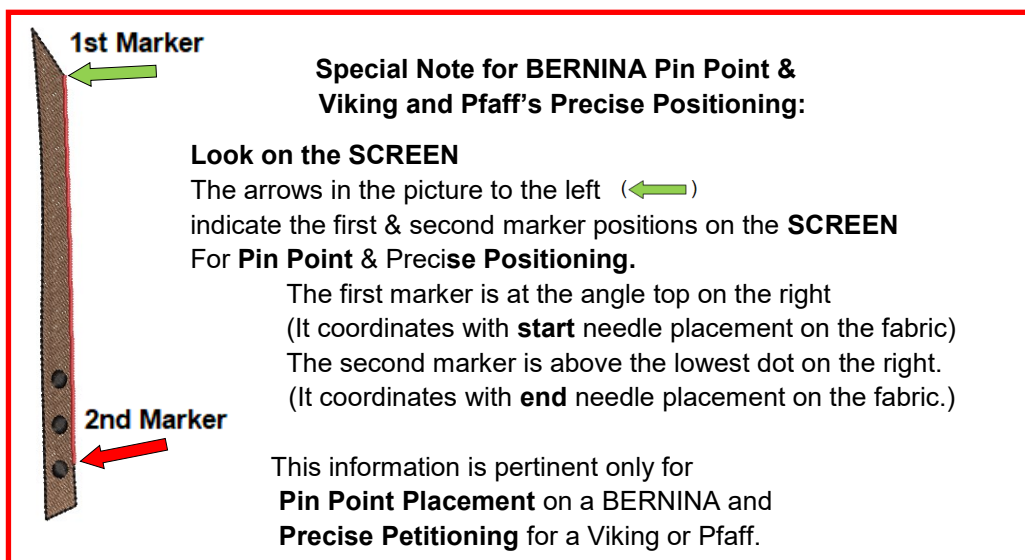 1st Marker
Special Note for BERNINA Pin Point &
Viking and Pfaff's Precise Positioning:
Look on the SCREEN
The arrows in the picture to the left ( )
indicate the first & second marker positions on the SCREEN
For Pin Point & Precise Positioning.
The first marker is at the angle top on the right
(It coordinates with start needle placement on the fabric)
The second marker is above the lowest dot on the right.
(It coordinates with end needle placement on the fabric.)
2nd Marker
This information is pertinent only for
Pin Point Placement on a BERNINA and
Precise Petitioning for a Viking or Pfaff.